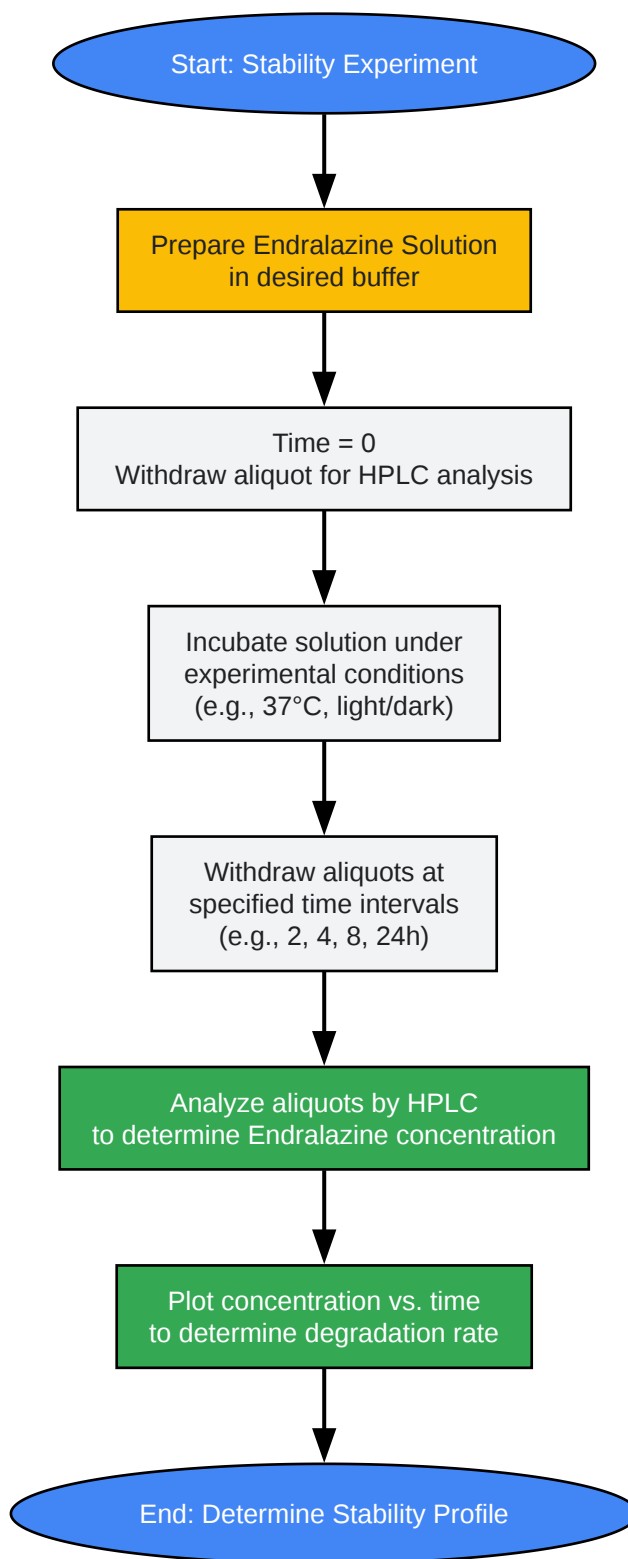 Start: Stability Experiment
Prepare Endralazine Solution
in desired buffer
Time = 0
Withdraw aliquot for HPLC analysis
Incubate solution under
experimental conditions
(e.g., 37°C, light/dark)
Withdraw aliquots at
specified time intervals
(e.g., 2, 4, 8, 24h)
Analyze aliquots by HPLC
to determine Endralazine concentration
Plot concentration vs. time
to determine degradation rate
End: Determine Stability Profile